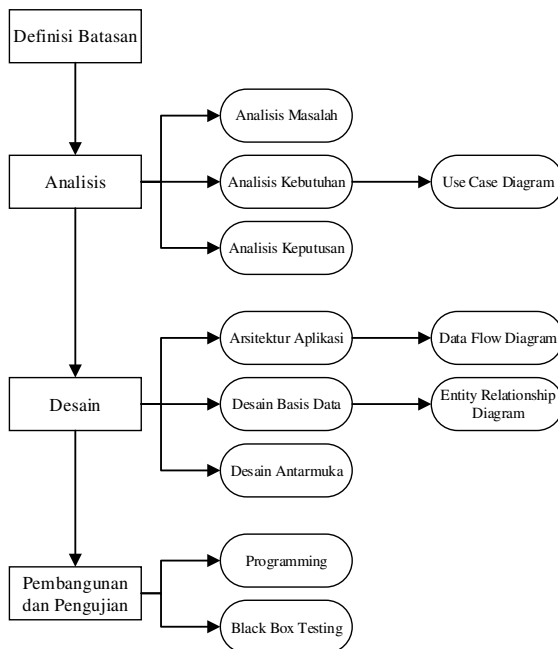 Definisi Batasan
Analisis Masalah
Analisis
Analisis Kebutuhan
Use Case Diagram
Analisis Keputusan
Arsitektur Aplikasi
Data Flow Diagram
Desain
Desain Basis Data
Entity Relationship
Diagram
Desain Antarmuka
Programming
Pembangunan
dan Pengujian
Black Box Testing